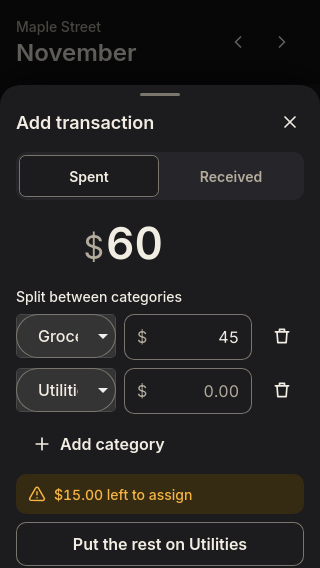 Maple Street
November
Add transaction
Spent Received
$60
Split between categories
Groce $ 45
Utiliti $ 0.00
Add category
$15.00 left to assign
Put the rest on Utilities